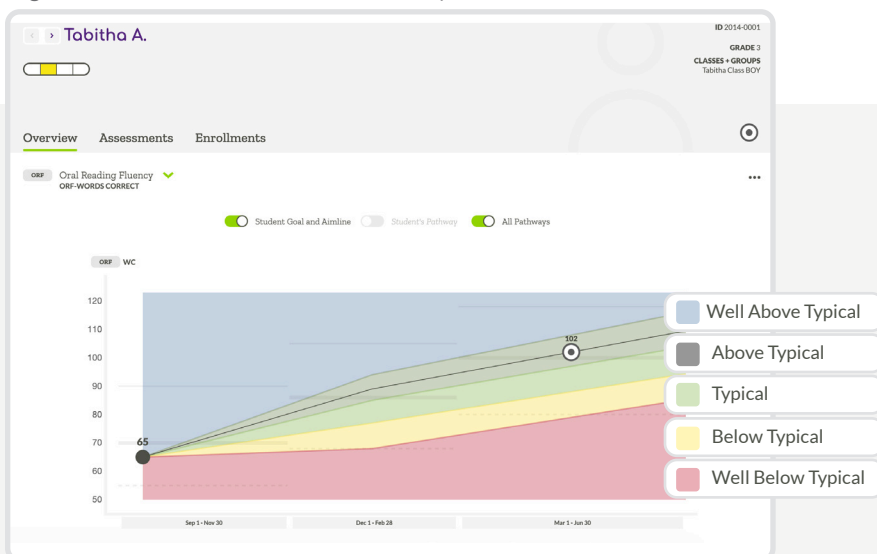 Tabitha A.
ID 2014-0001
GRADE 3
CLASSES + GROUPS
Tabitha Class BOY
Overview Assessments Enrollments
ORF Oral Reading Fluency
ORF-WORDS CORRECT
Student Goal and Aimline Student's Pathway All Pathways
ORF WC
120
110
100
90
80
70
60
50
65
102
Sep 1 - Nov 30 Dec 1 - Feb 28 Mar 1 - Jun 30
Well Above Typical
Above Typical
Typical
Below Typical
Well Below Typical